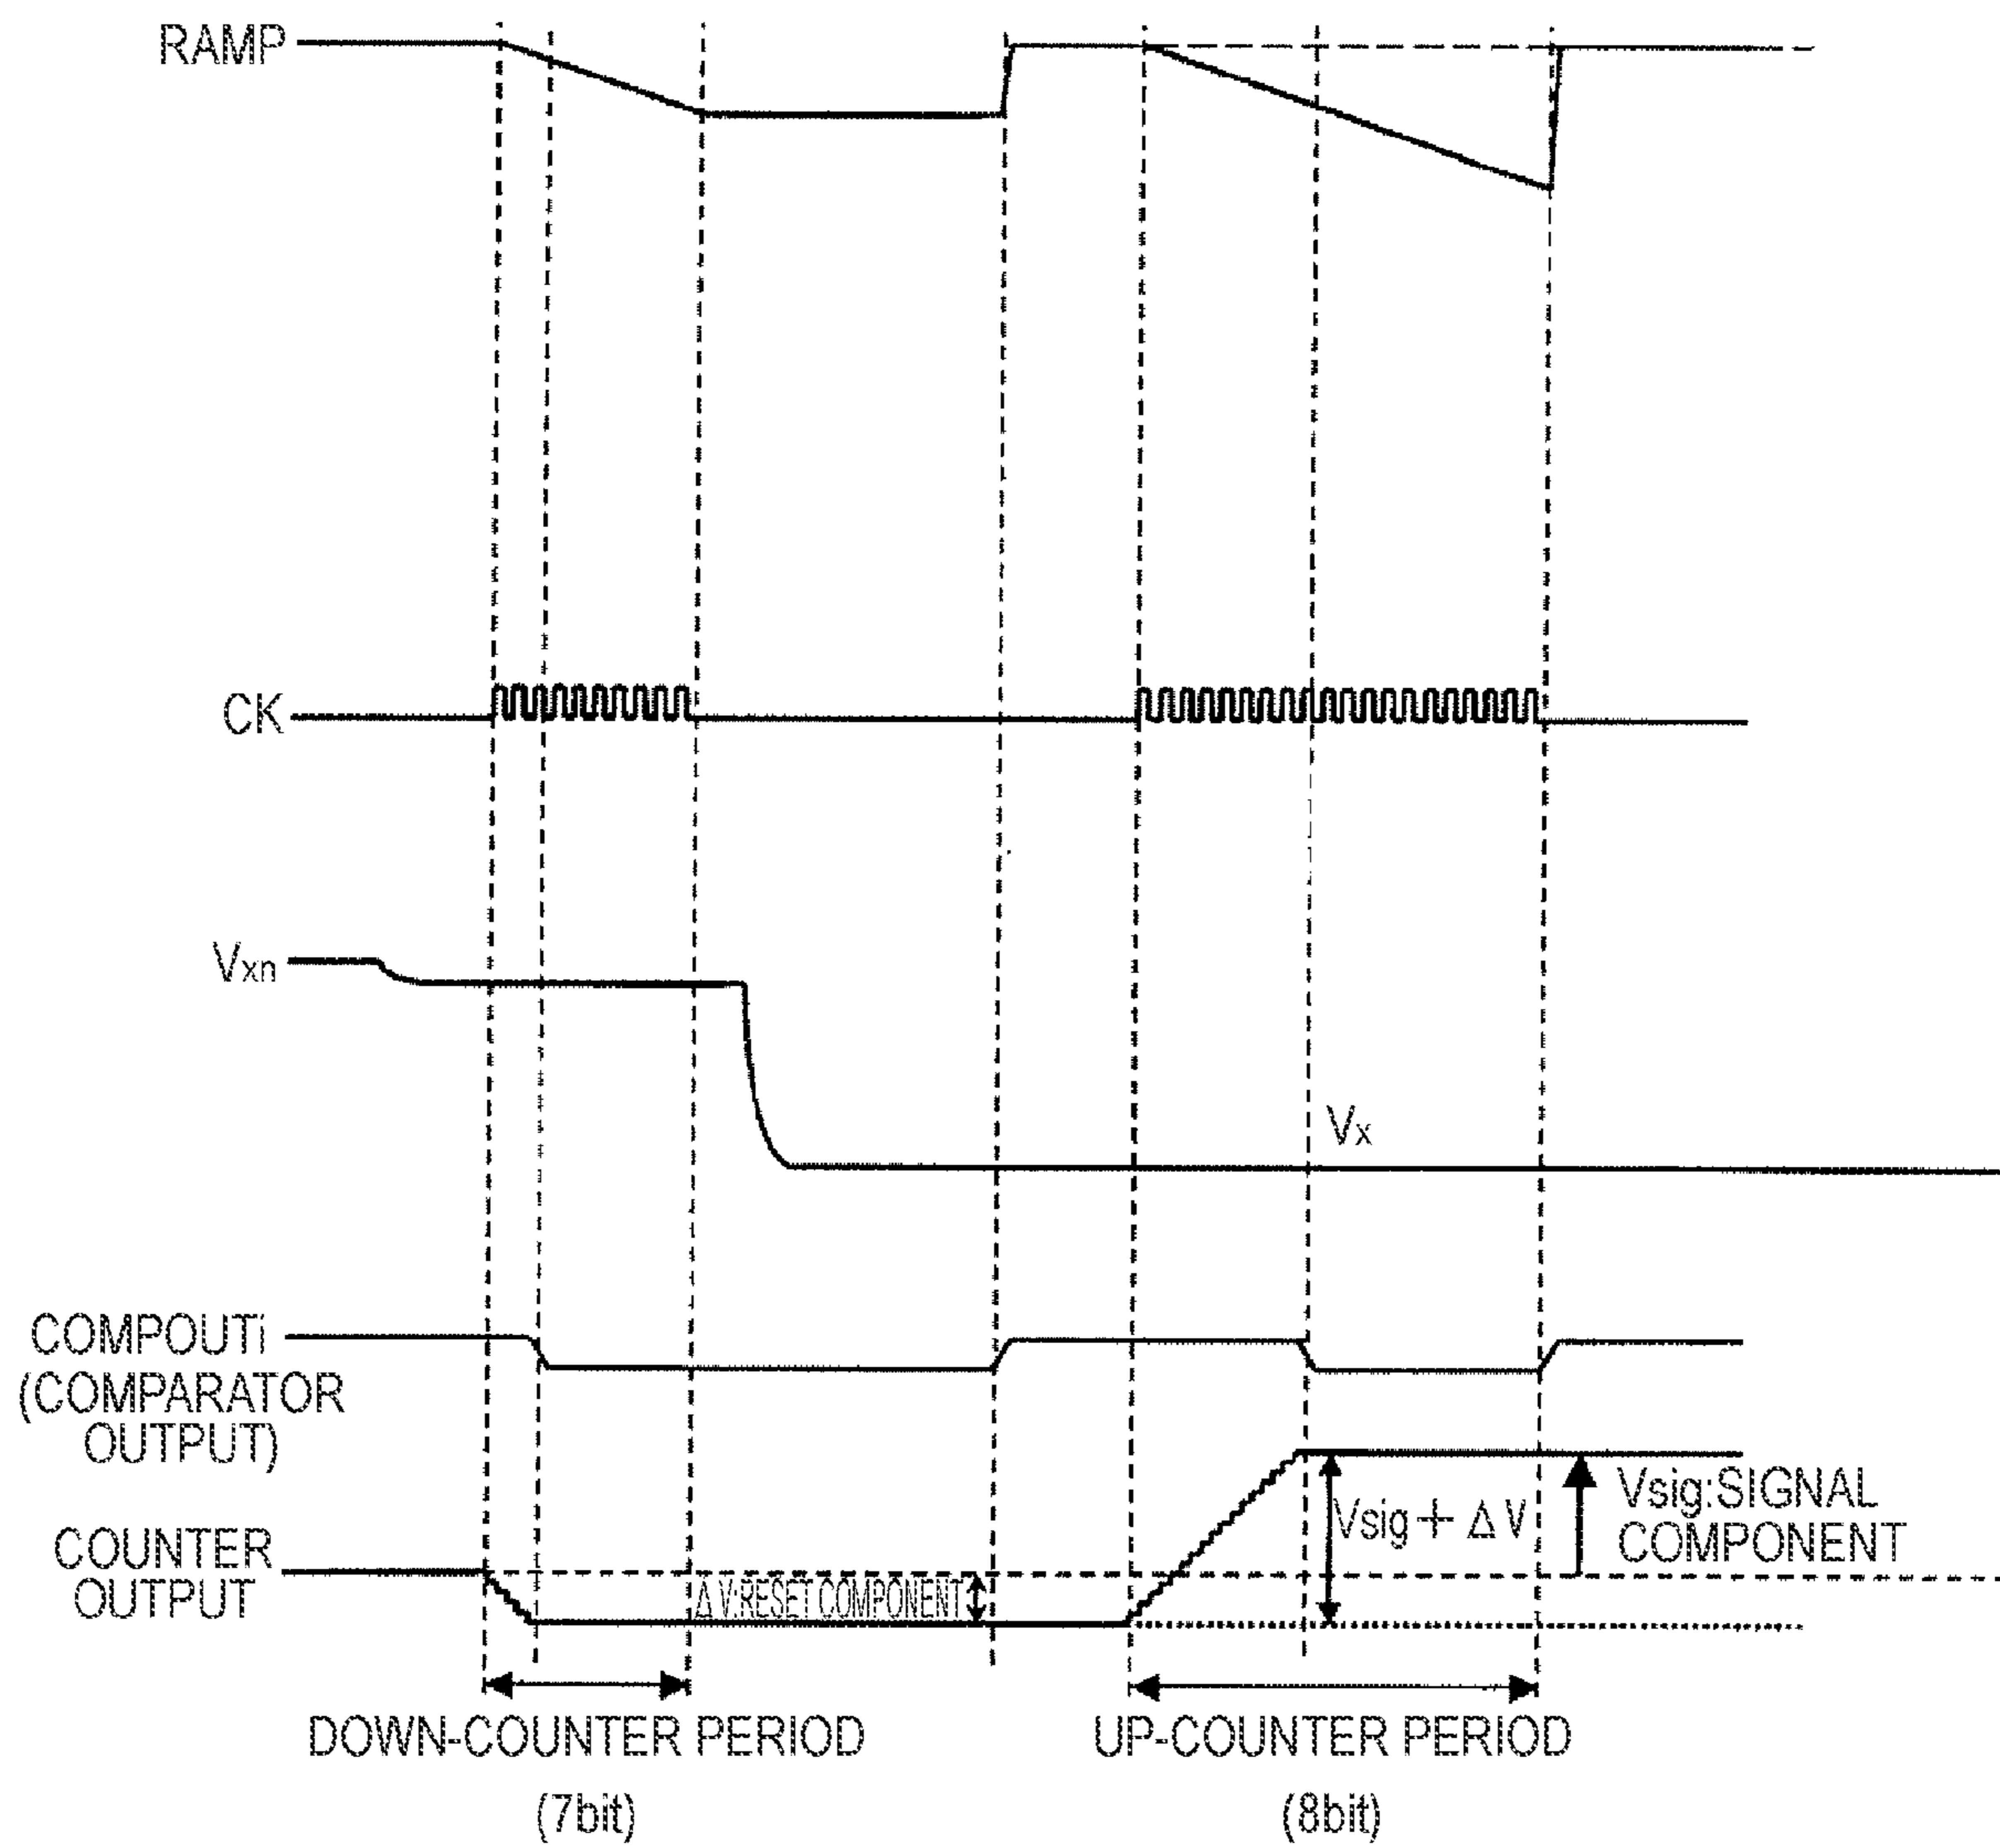 RAMP
CK
Vxn
Vx
COMPOUTi
(COMPARATOR
OUTPUT)
COUNTER
OUTPUT
ΔV:RESET COMPONENT
Vsig+ΔV
Vsig:SIGNAL
COMPONENT
DOWN-COUNTER PERIOD
(7bit)
UP-COUNTER PERIOD
(8bit)